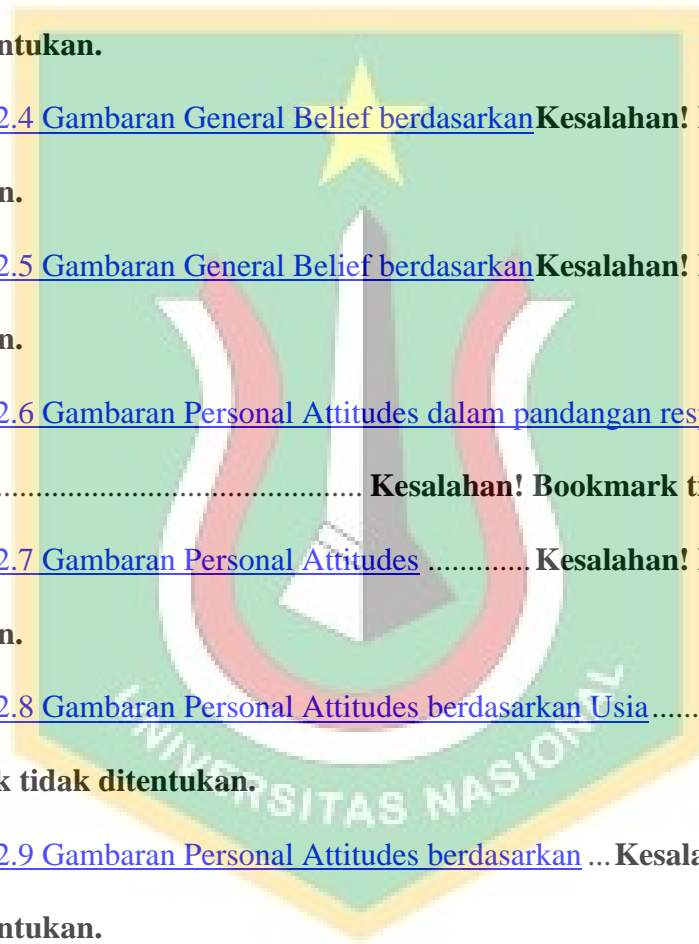 ntukan.
2.4 Gambaran General Belief berdasarkanKesalahan!
n.
2.5 Gambaran General Belief berdasarkanKesalahan!
n.
2.6 Gambaran Personal Attitudes dalam pandangan res
............................................. Kesalahan! Bookmark ti
2.7 Gambaran Personal Attitudes ............. Kesalahan!
n.
2.8 Gambaran Personal Attitudes berdasarkan Usia......
k tidak ditentukan.
2.9 Gambaran Personal Attitudes berdasarkan ... Kesala
ntukan.
UNIVERSITAS NASIONAL